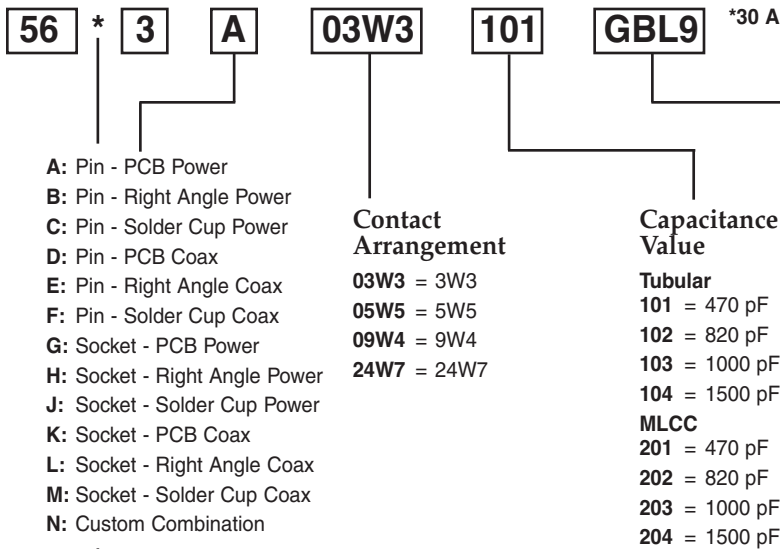 56 * 3 A 03W3 101 GBL9 *30 A
A: Pin - PCB Power
B: Pin - Right Angle Power
C: Pin - Solder Cup Power
D: Pin - PCB Coax
E: Pin - Right Angle Coax
F: Pin - Solder Cup Coax
G: Socket - PCB Power
H: Socket - Right Angle Power
J: Socket - Solder Cup Power
K: Socket - PCB Coax
L: Socket - Right Angle Coax
M: Socket - Solder Cup Coax
N: Custom Combination
Contact
Arrangement
03W3 = 3W3
05W5 = 5W5
09W4 = 9W4
24W7 = 24W7
Capacitance
Value
Tubular
101 = 470 pF
102 = 820 pF
103 = 1000 pF
104 = 1500 pF
MLCC
201 = 470 pF
202 = 820 pF
203 = 1000 pF
204 = 1500 pF